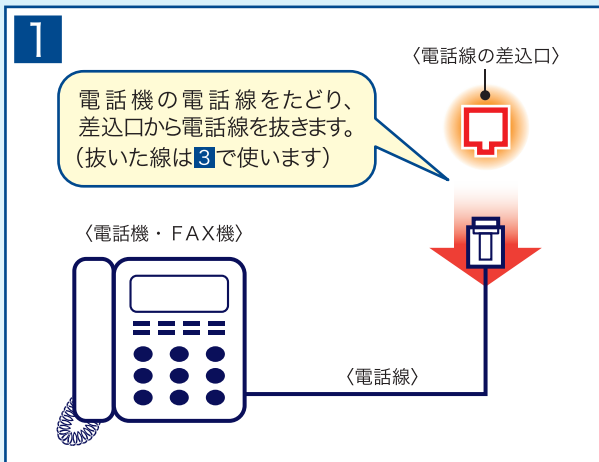 1
〈電話線の差込口〉
電話機の電話線をたどり、
差込口から電話線を抜きます。
(抜いた線は3で使います)
〈電話機・FAX機〉
〈電話線〉